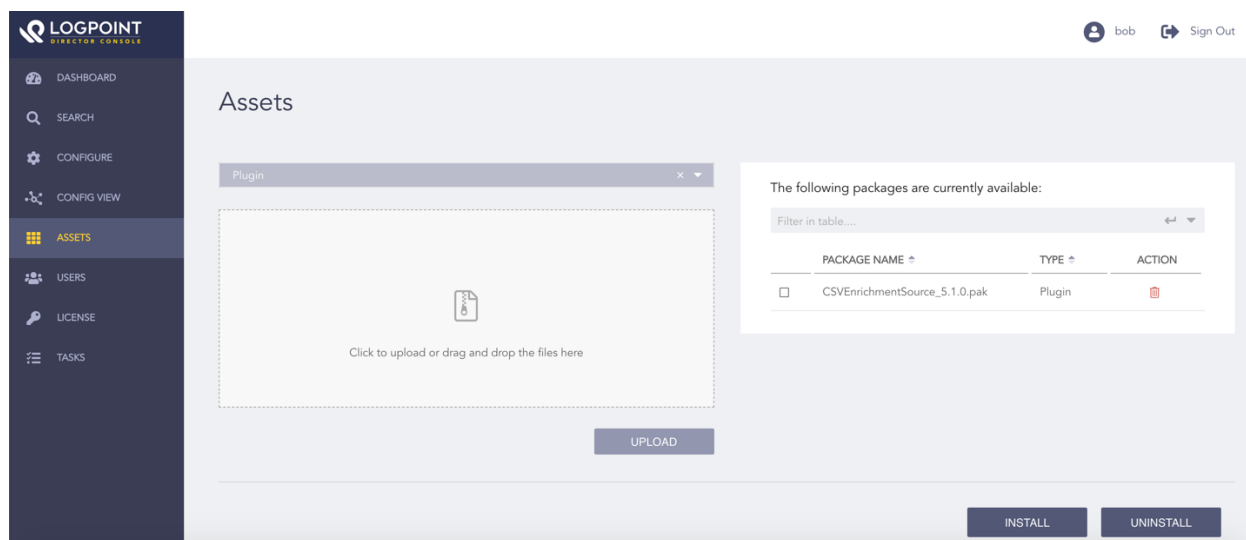 LOGPOINT
DIRECTOR CONSOLE
bob
Sign Out
DASHBOARD
SEARCH
CONFIGURE
CONFIG VIEW
ASSETS
USERS
LICENSE
TASKS
Assets
Plugin
Click to upload or drag and drop the files here
UPLOAD
The following packages are currently available:
Filter in table....
PACKAGE NAME TYPE ACTION
CSVEnrichmentSource_5.1.0.pak Plugin
INSTALL UNINSTALL